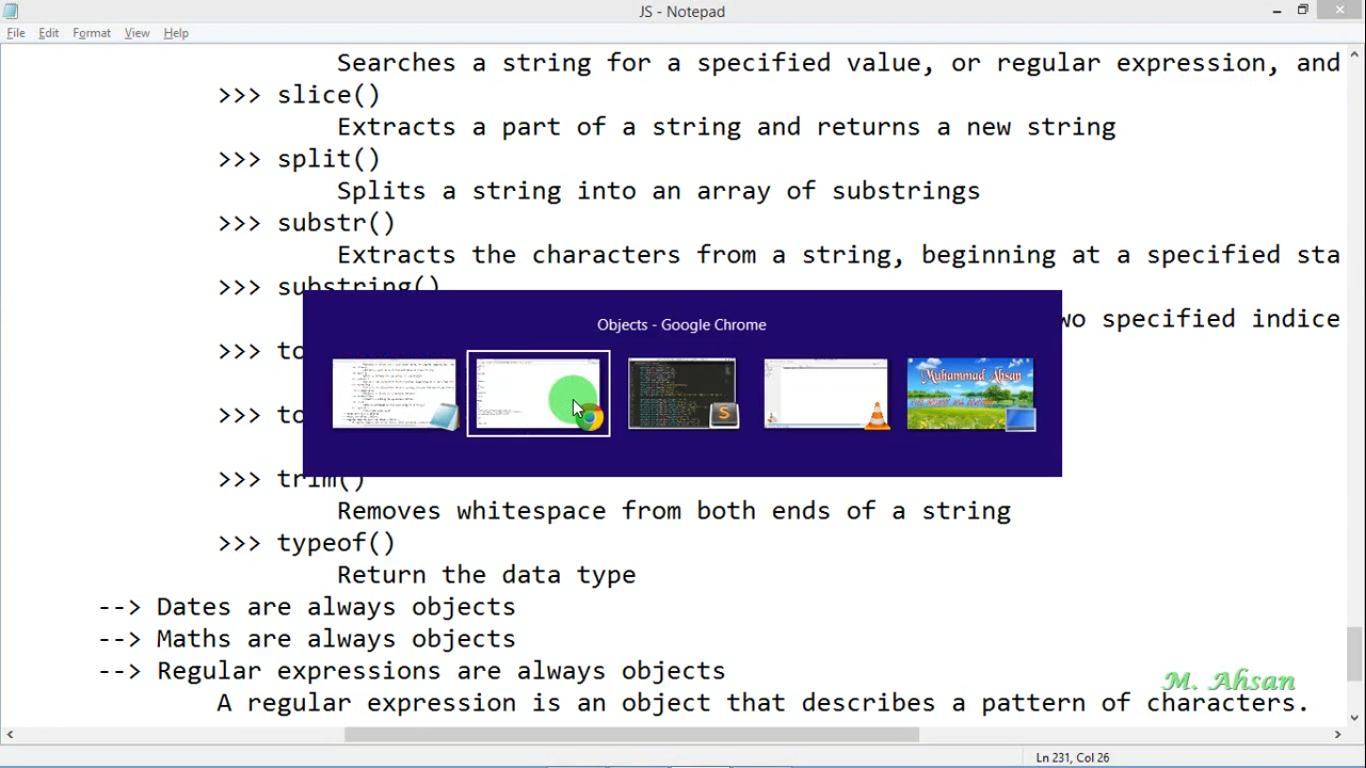 JS - Notepad
File Edit Format View Help
Searches a string for a specified value, or regular expression, and
>>> slice()
Extracts a part of a string and returns a new string
>>> split()
Splits a string into an array of substrings
>>> substr()
Extracts the characters from a string, beginning at a specified sta
>>> substring()
wo specified indice
Objects - Google Chrome
>>> to
Muhammad Ahsan
>>> to
>>> trim()
Removes whitespace from both ends of a string
>>> typeof()
Return the data type
--> Dates are always objects
--> Maths are always objects
--> Regular expressions are always objects
M. Ahsan
A regular expression is an object that describes a pattern of characters.
Ln 231, Col 26